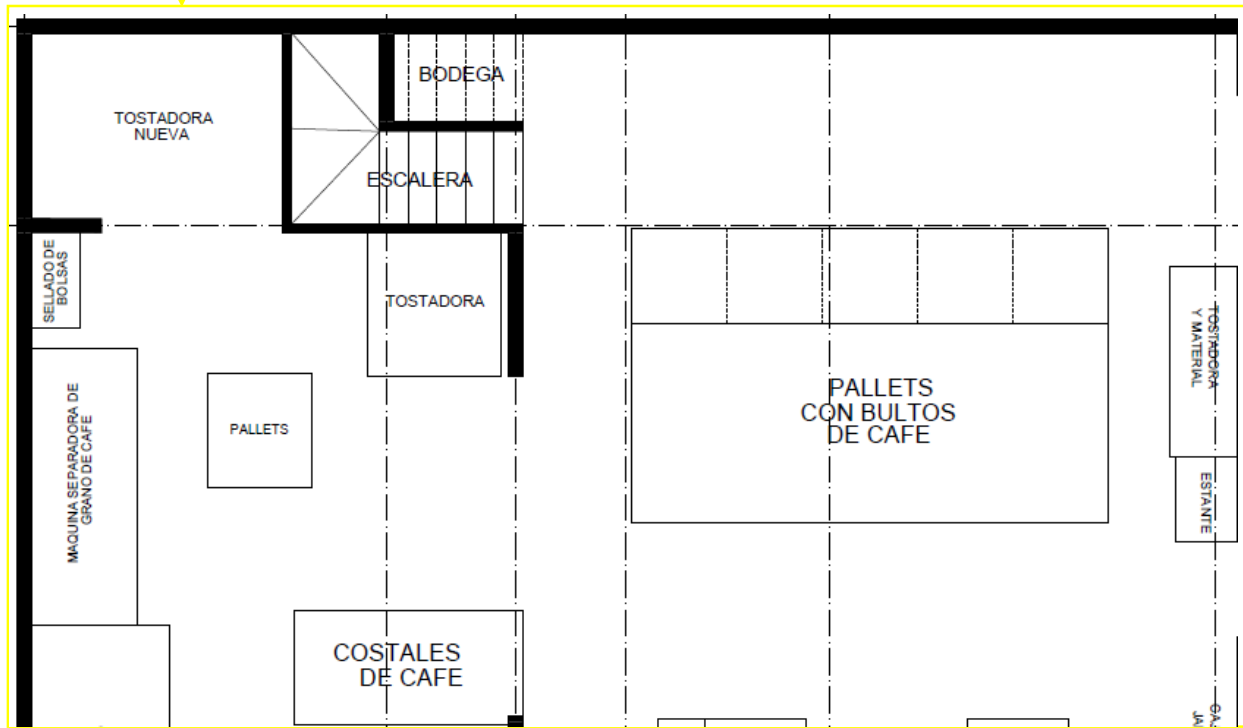 BODEGA
TOSTADORA
NUEVA
ESCALERA
SELLADO DE
BOLSAS
TOSTADORA
TOSTADORA
Y MATERIAL
PALLETS
CON BULTOS
DE CAFE
MAQUINA SEPARADORA DE
GRANO DE CAFE
PALLETS
ESTANTE
COSTALES
DE CAFE